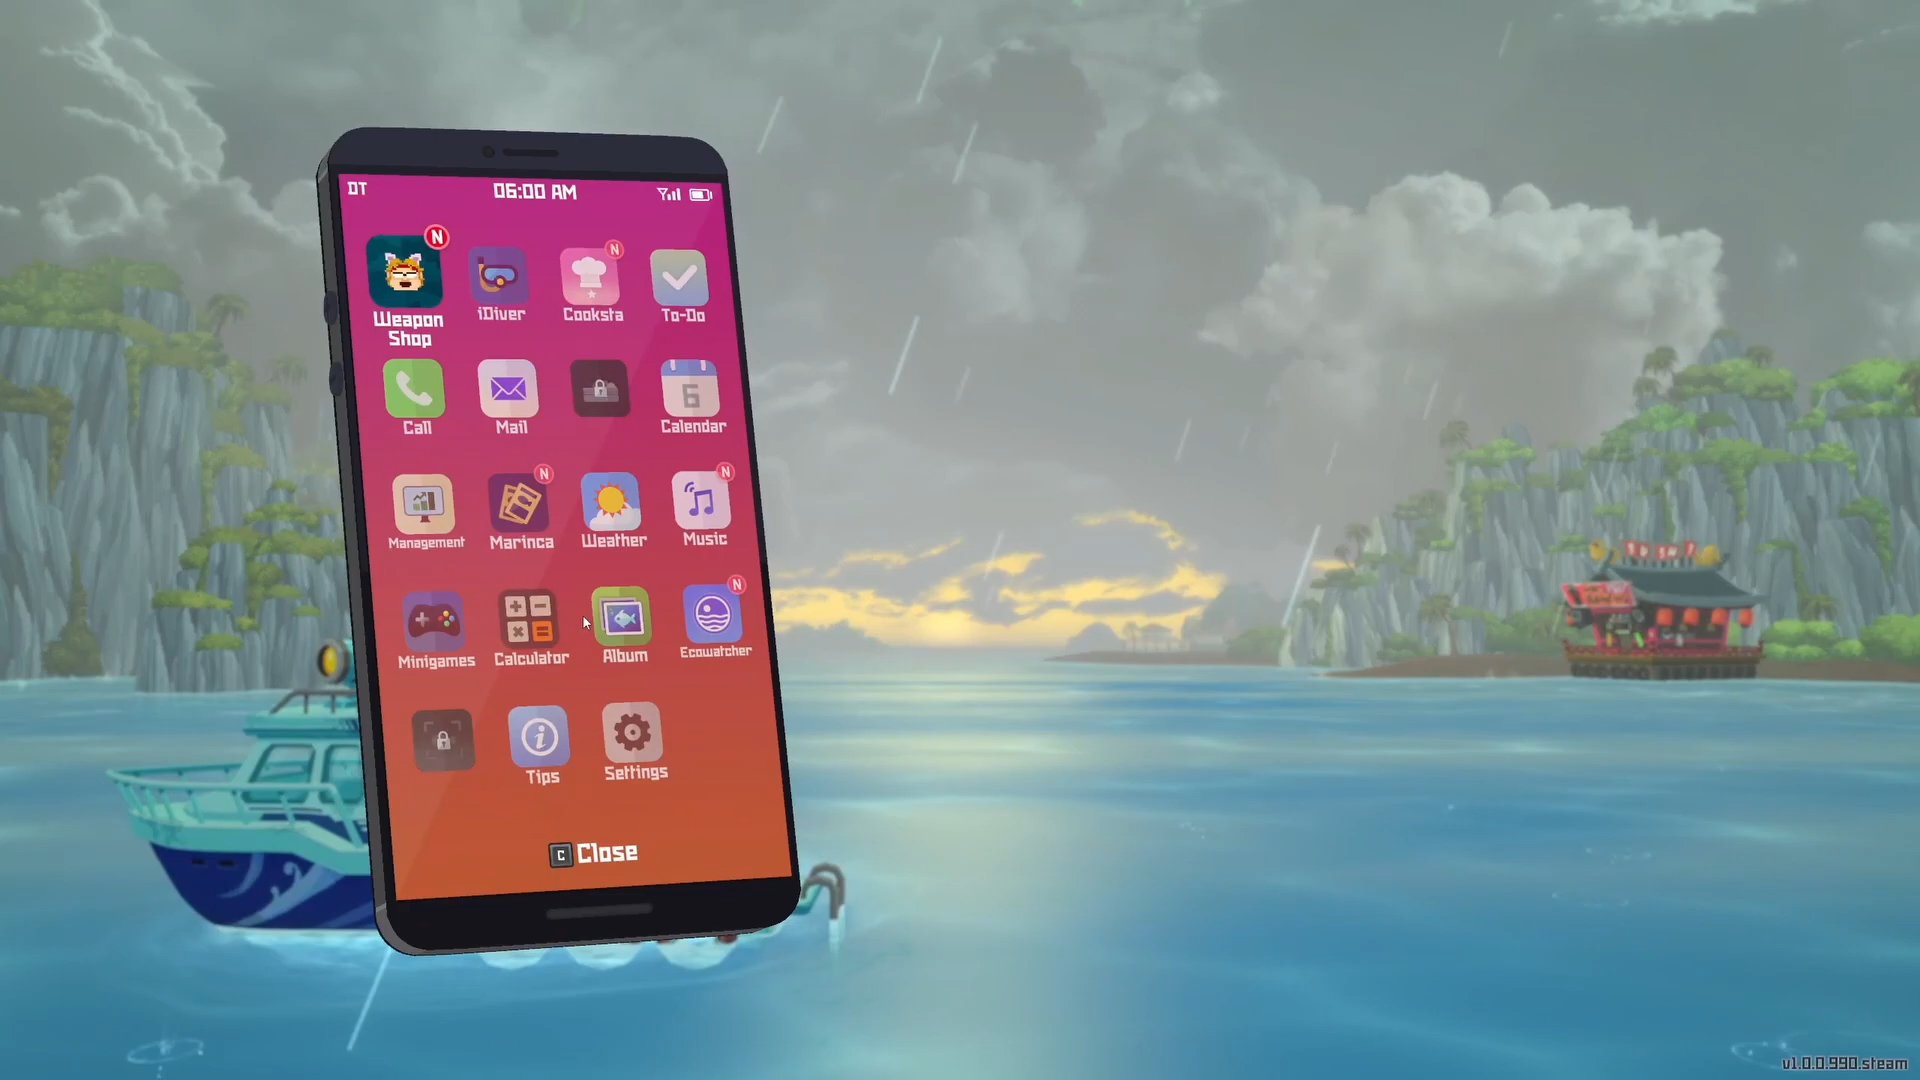 DT
06:00 AM
N
N
Weapon
Shop
iDiver
Cooksta
To-Do
6
Call
Mail
Calendar
N
N
Management
Marinca
Weather
Music
N
Minigames
Calculator
Album
Ecowatcher
i
Tips
Settings
C Close
v1.0.0.990.steam